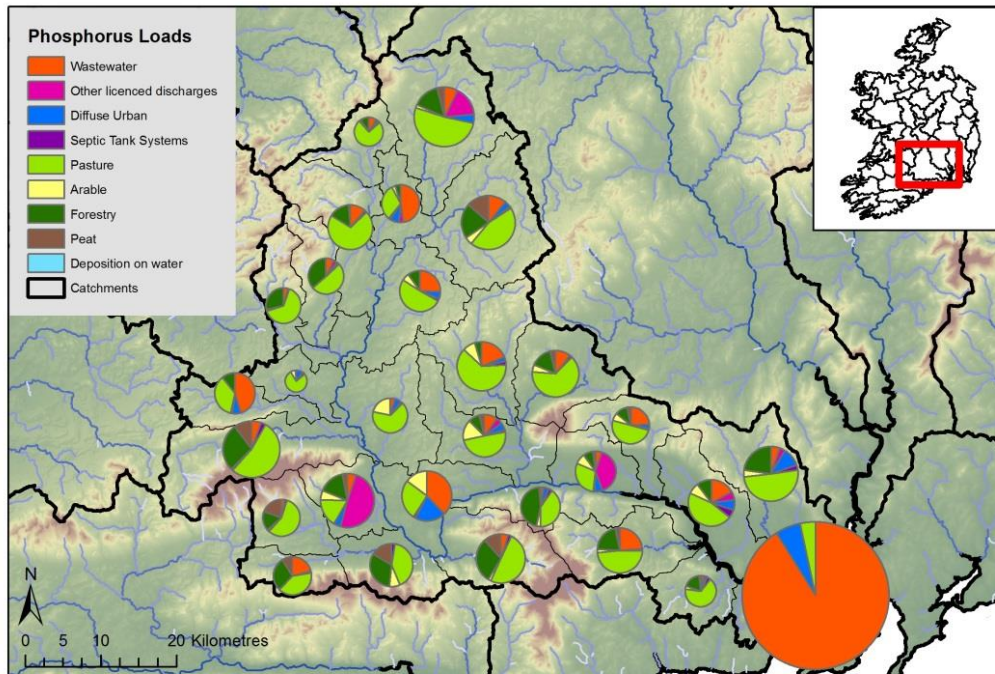 Phosphorus Loads
Wastewater
Other licenced discharges
Diffuse Urban
Septic Tank Systems
Pasture
Arable
Forestry
Peat
Deposition on water
Catchments
N
0 5 10 20 Kilometres